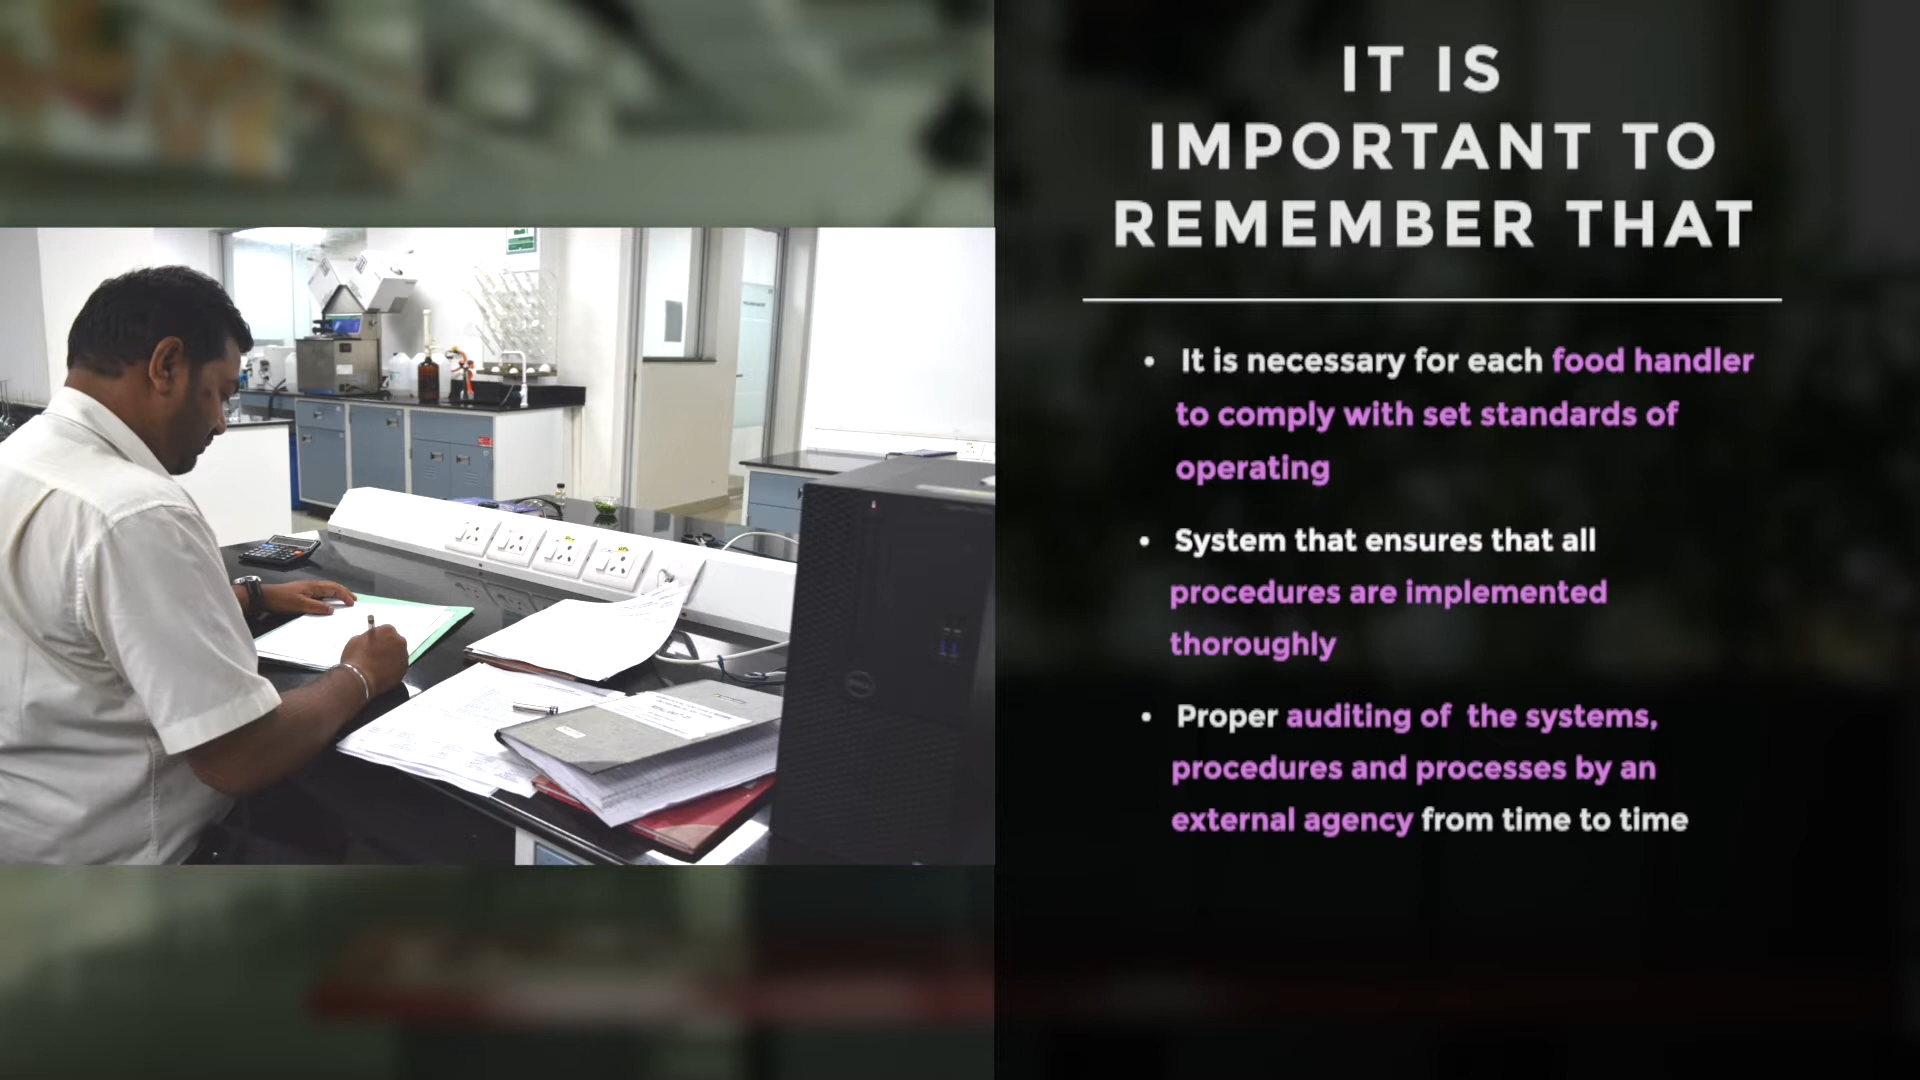 IT IS
IMPORTANT TO
REMEMBER THAT
• It is necessary for each food handler
to comply with set standards of
operating
• System that ensures that all
procedures are implemented
thoroughly
• Proper auditing of the systems,
procedures and processes by an
external agency from time to time